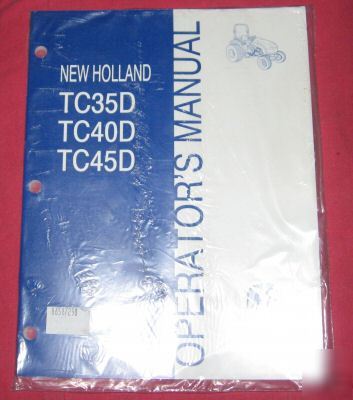 NEW HOLLAND
TC35D
TC40D
TC45D
OPERATOR'S MANUAL